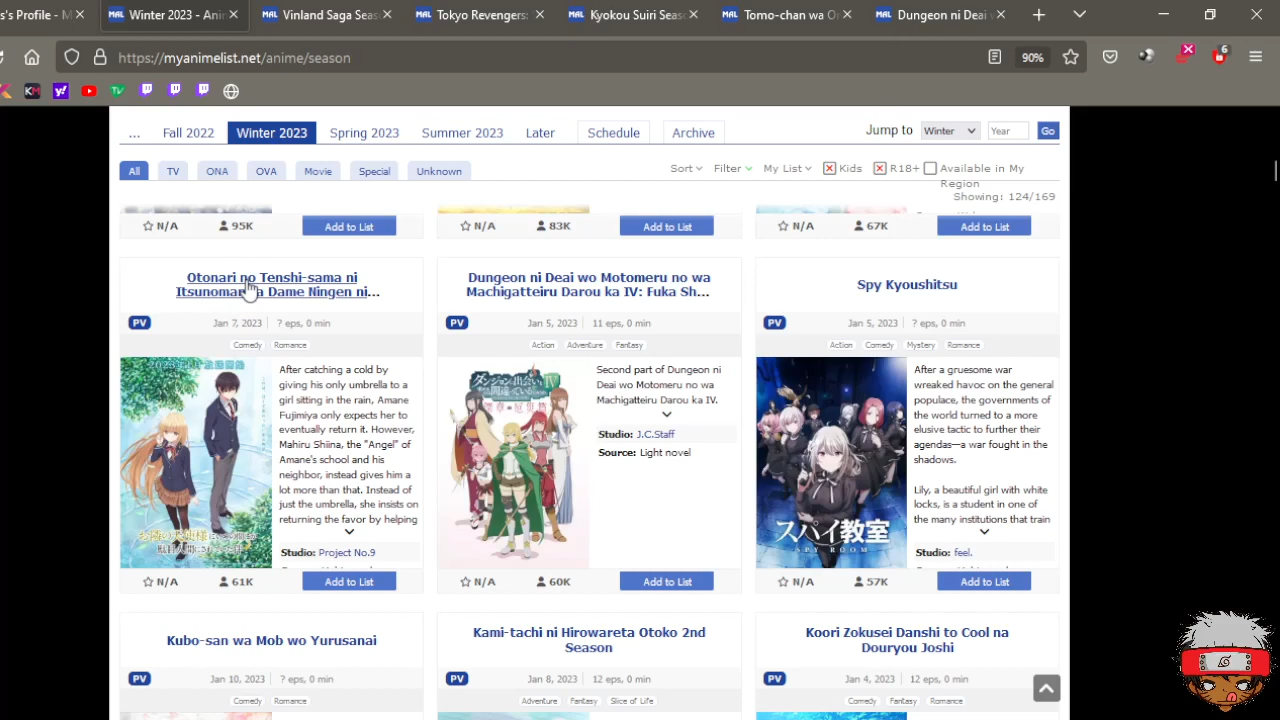 's Profile - M
MAL Winter 2023 - Ani
MAL Vinland Saga Seas
MAL Tokyo Revengers:
MAL Kyokou Suiri Seas
MAL Tomo-chan wa O
MAL Dungeon ni Deai
https://myanimelist.net/anime/season
90%
6
KM
y!
TV
... Fall 2022 Winter 2023 Spring 2023 Summer 2023 Later Schedule Archive
Jump to Winter Year Go
All TV ONA OVA Movie Special Unknown
Sort Filter My List Kids R18+ Available in My
Region
Showing: 124/169
N/A 95K Add to List
N/A 83K Add to List
N/A 67K Add to List
Otonari no Tenshi-sama ni
Itsunomanika Dame Ningen ni...
PV Jan 7, 2023 ? eps, 0 min
Comedy Romance
After catching a cold by
giving his only umbrella to a
girl sitting in the rain, Amane
Fujimiya only expects her to
eventually return it. However,
Mahiru Shiina, the "Angel" of
Amane's school and his
neighbor, instead gives him a
lot more than that. Instead of
just the umbrella, she insists on
returning the favor by helping
Studio: Project No.9
N/A 61K Add to List
Dungeon ni Deai wo Motomeru no wa
Machigatteiru Darou ka IV: Fuka Sh...
PV Jan 5, 2023 11 eps, 0 min
Action Adventure Fantasy
Second part of Dungeon ni
Deai wo Motomeru no wa
Machigatteiru Darou ka IV.
Studio: J.C.Staff
Source: Light novel
N/A 60K Add to List
Spy Kyoushitsu
PV Jan 5, 2023 ? eps, 0 min
Action Comedy Mystery Romance
After a gruesome war
wreaked havoc on the general
populace, the governments of
the world turned to a more
elusive tactic to further their
agendas—a war fought in the
shadows.
Lily, a beautiful girl with white
locks, is a student in one of
the many institutions that train
スパイ教室
SPY ROOM
Studio: feel.
N/A 57K Add to List
Kubo-san wa Mob wo Yurusanai
PV Jan 10, 2023 ? eps, 0 min
Comedy Romance
Kami-tachi ni Hirowareta Otoko 2nd
Season
PV Jan 8, 2023 12 eps, 0 min
Adventure Fantasy Slice of Life
Koori Zokusei Danshi to Cool na
Douryou Joshi
PV Jan 4, 2023 12 eps, 0 min
Comedy Fantasy Romance